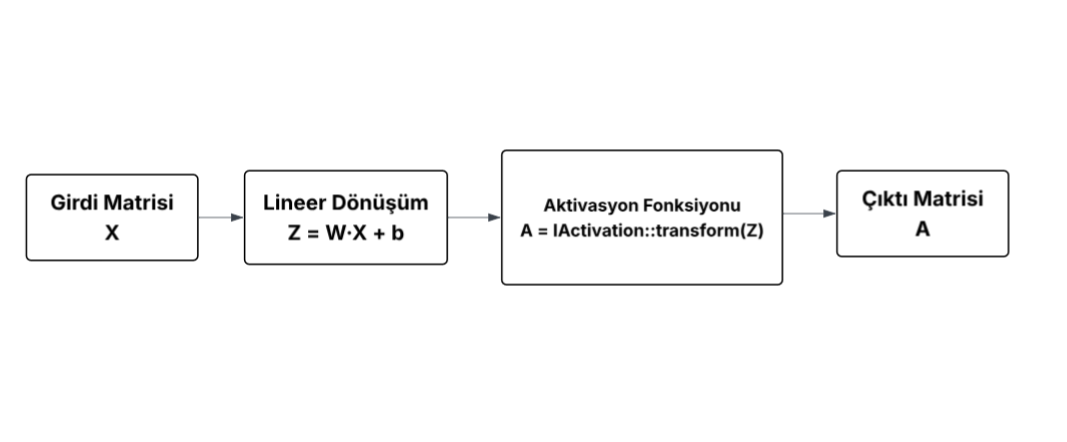 Girdi Matrisi
X
Lineer Dönüşüm
Z = W·X + b
Aktivasyon Fonksiyonu
A = IActivation::transform(Z)
Çıktı Matrisi
A